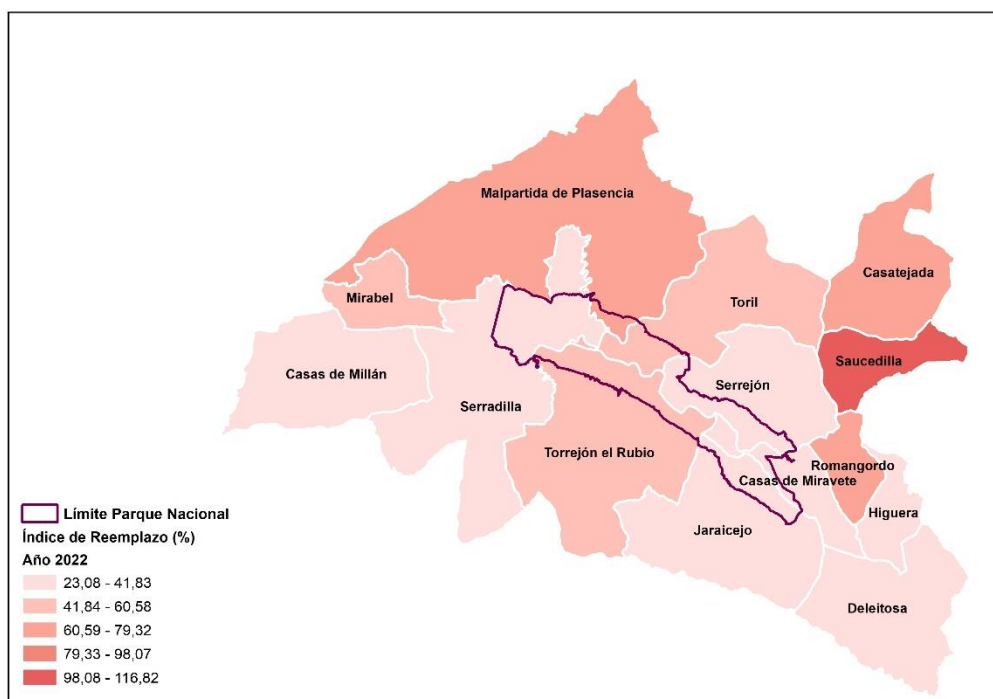 Malpartida de Plasencia
Casatejada
Mirabel
Toril
Saucedilla
Casas de Millán
Serrejón
Serradilla
Torrejón el Rubio
Romangordo
Casas de Miravete
Higuera
Jaraicejo
Deleitosa
Límite Parque Nacional
Índice de Reemplazo (%)
Año 2022
23,08 - 41,83
41,84 - 60,58
60,59 - 79,32
79,33 - 98,07
98,08 - 116,82